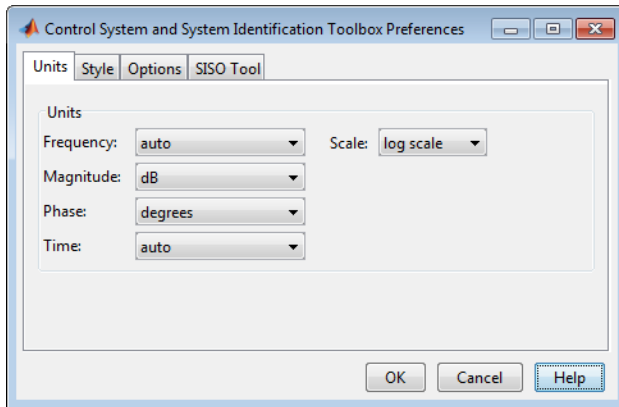 Control System and System Identification Toolbox Preferences
Units Style Options SISO Tool
Units
Frequency: auto Scale: log scale
Magnitude: dB
Phase: degrees
Time: auto
OK Cancel Help